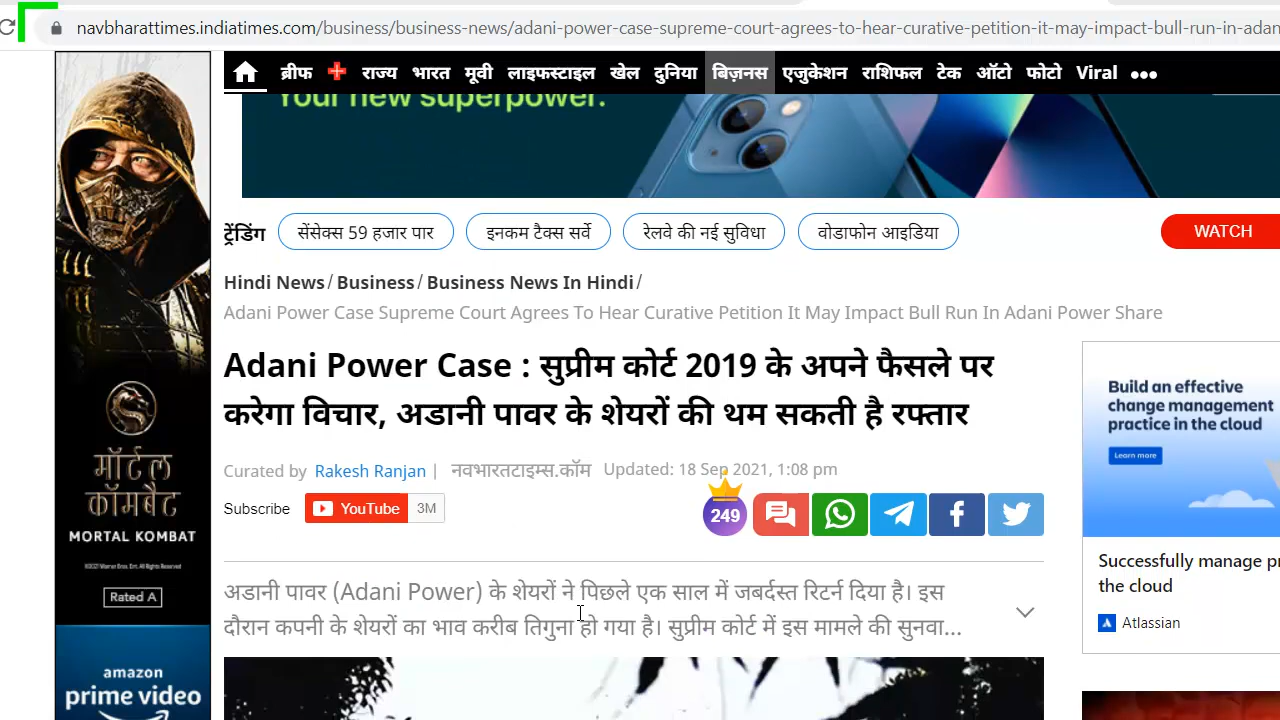 navbharattimes.indiatimes.com/business/business-news/adani-power-case-supreme-court-agrees-to-hear-curative-petition-it-may-impact-bull-run-in-adan
ब्रीफ राज्य भारत मूवी लाइफस्टाइल खेल दुनिया बिज़नस एजुकेशन राशिफल टेक ऑटो फोटो Viral
Your new superpower.
ट्रेंडिंग सेंसेक्स 59 हजार पार इनकम टैक्स सर्वे रेलवे की नई सुविधा वोडाफोन आइडिया WATCH
Hindi News/ Business/ Business News In Hindi/
Adani Power Case Supreme Court Agrees To Hear Curative Petition It May Impact Bull Run In Adani Power Share
Adani Power Case : सुप्रीम कोर्ट 2019 के अपने फैसले पर
करेगा विचार, अडानी पावर के शेयरों की थम सकती है रफ्तार
Curated by Rakesh Ranjan | नवभारतटाइम्स.कॉम Updated: 18 Sep 2021, 1:08 pm
Subscribe YouTube 3M
249
अडानी पावर (Adani Power) के शेयरों ने पिछले एक साल में जबर्दस्त रिटर्न दिया है। इस
दौरान कपनी के शेयरों का भाव करीब तिगुना हो गया है। सुप्रीम कोर्ट में इस मामले की सुनवा...
मॉर्टल
कॉमबैट
MORTAL KOMBAT
Rated A
amazon
prime video
Build an effective
change management
practice in the cloud
Learn more
Successfully manage p
the cloud
Atlassian